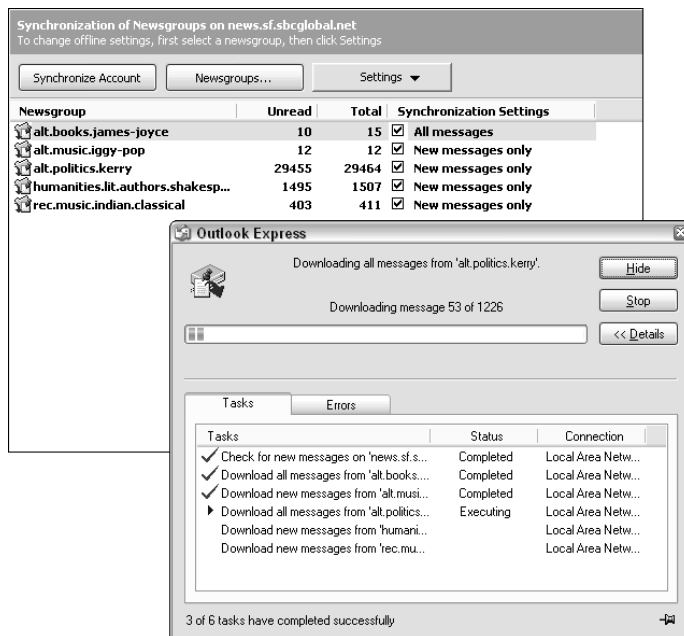 Synchronization of Newsgroups on news.sf.sbcglobal.net
To change offline settings, first select a newsgroup, then click Settings
Synchronize Account Newsgroups... Settings
Newsgroup Unread Total Synchronization Settings
alt.books.james-joyce 10 15 All messages
alt.music.iggy-pop 12 12 New messages only
alt.politics.kerry 29455 29464 New messages only
humanities.lit.authors.shakesp... 1495 1507 New messages only
rec.music.indian.classical 403 411 New messages only
Outlook Express
Downloading all messages from 'alt.politics.kerry'.
Hide
Downloading message 53 of 1226
Stop
<< Details
Tasks Errors
Tasks Status Connection
Check for new messages on 'news.sf.s... Completed Local Area Netw...
Download all messages from 'alt.books.... Completed Local Area Netw...
Download new messages from 'alt.musi... Completed Local Area Netw...
Download all messages from 'alt.politics... Executing Local Area Netw...
Download new messages from 'humani... Local Area Netw...
Download new messages from 'rec.mu... Local Area Netw...
3 of 6 tasks have completed successfully